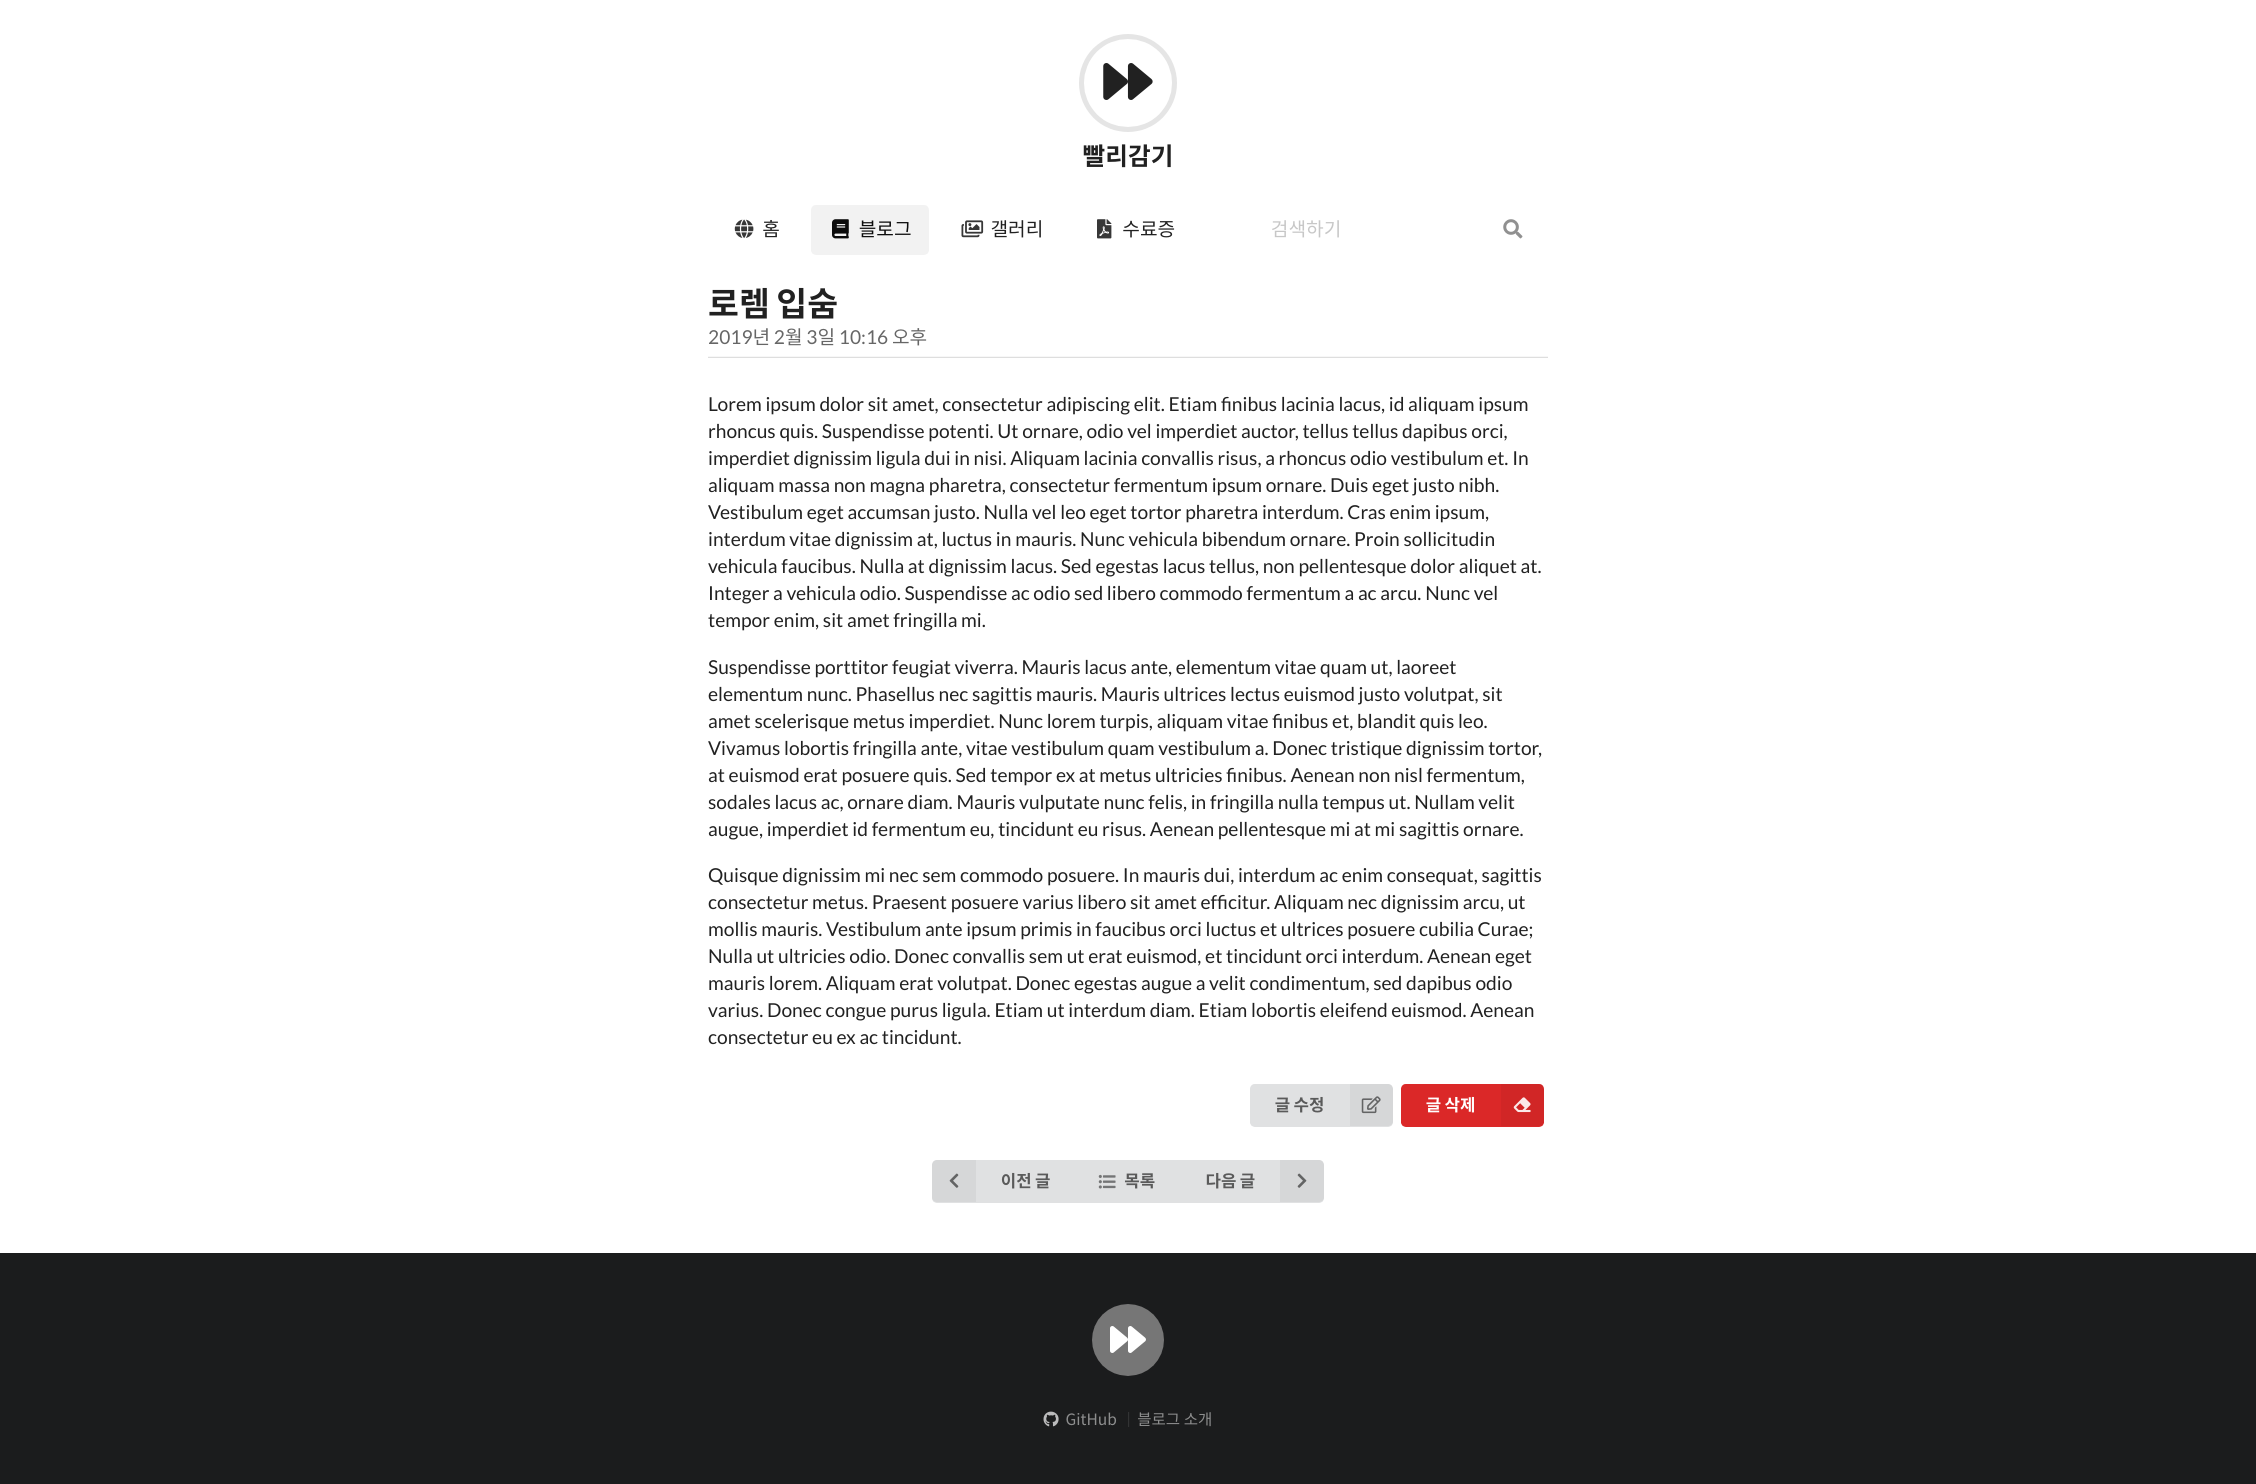 빨리감기
홈 블로그 갤러리 수료증 검색하기
로렘 입숨
2019년 2월 3일 10:16 오후
Lorem ipsum dolor sit amet, consectetur adipiscing elit. Etiam finibus lacinia lacus, id aliquam ipsum
rhoncus quis. Suspendisse potenti. Ut ornare, odio vel imperdiet auctor, tellus tellus dapibus orci,
imperdiet dignissim ligula dui in nisi. Aliquam lacinia convallis risus, a rhoncus odio vestibulum et. In
aliquam massa non magna pharetra, consectetur fermentum ipsum ornare. Duis eget justo nibh.
Vestibulum eget accumsan justo. Nulla vel leo eget tortor pharetra interdum. Cras enim ipsum,
interdum vitae dignissim at, luctus in mauris. Nunc vehicula bibendum ornare. Proin sollicitudin
vehicula faucibus. Nulla at dignissim lacus. Sed egestas lacus tellus, non pellentesque dolor aliquet at.
Integer a vehicula odio. Suspendisse ac odio sed libero commodo fermentum a ac arcu. Nunc vel
tempor enim, sit amet fringilla mi.
Suspendisse porttitor feugiat viverra. Mauris lacus ante, elementum vitae quam ut, laoreet
elementum nunc. Phasellus nec sagittis mauris. Mauris ultrices lectus euismod justo volutpat, sit
amet scelerisque metus imperdiet. Nunc lorem turpis, aliquam vitae finibus et, blandit quis leo.
Vivamus lobortis fringilla ante, vitae vestibulum quam vestibulum a. Donec tristique dignissim tortor,
at euismod erat posuere quis. Sed tempor ex at metus ultricies finibus. Aenean non nisl fermentum,
sodales lacus ac, ornare diam. Mauris vulputate nunc felis, in fringilla nulla tempus ut. Nullam velit
augue, imperdiet id fermentum eu, tincidunt eu risus. Aenean pellentesque mi at mi sagittis ornare.
Quisque dignissim mi nec sem commodo posuere. In mauris dui, interdum ac enim consequat, sagittis
consectetur metus. Praesent posuere varius libero sit amet efficitur. Aliquam nec dignissim arcu, ut
mollis mauris. Vestibulum ante ipsum primis in faucibus orci luctus et ultrices posuere cubilia Curae;
Nulla ut ultricies odio. Donec convallis sem ut erat euismod, et tincidunt orci interdum. Aenean eget
mauris lorem. Aliquam erat volutpat. Donec egestas augue a velit condimentum, sed dapibus odio
varius. Donec congue purus ligula. Etiam ut interdum diam. Etiam lobortis eleifend euismod. Aenean
consectetur eu ex ac tincidunt.
글 수정 글 삭제
이전 글 목록 다음 글
GitHub 블로그 소개